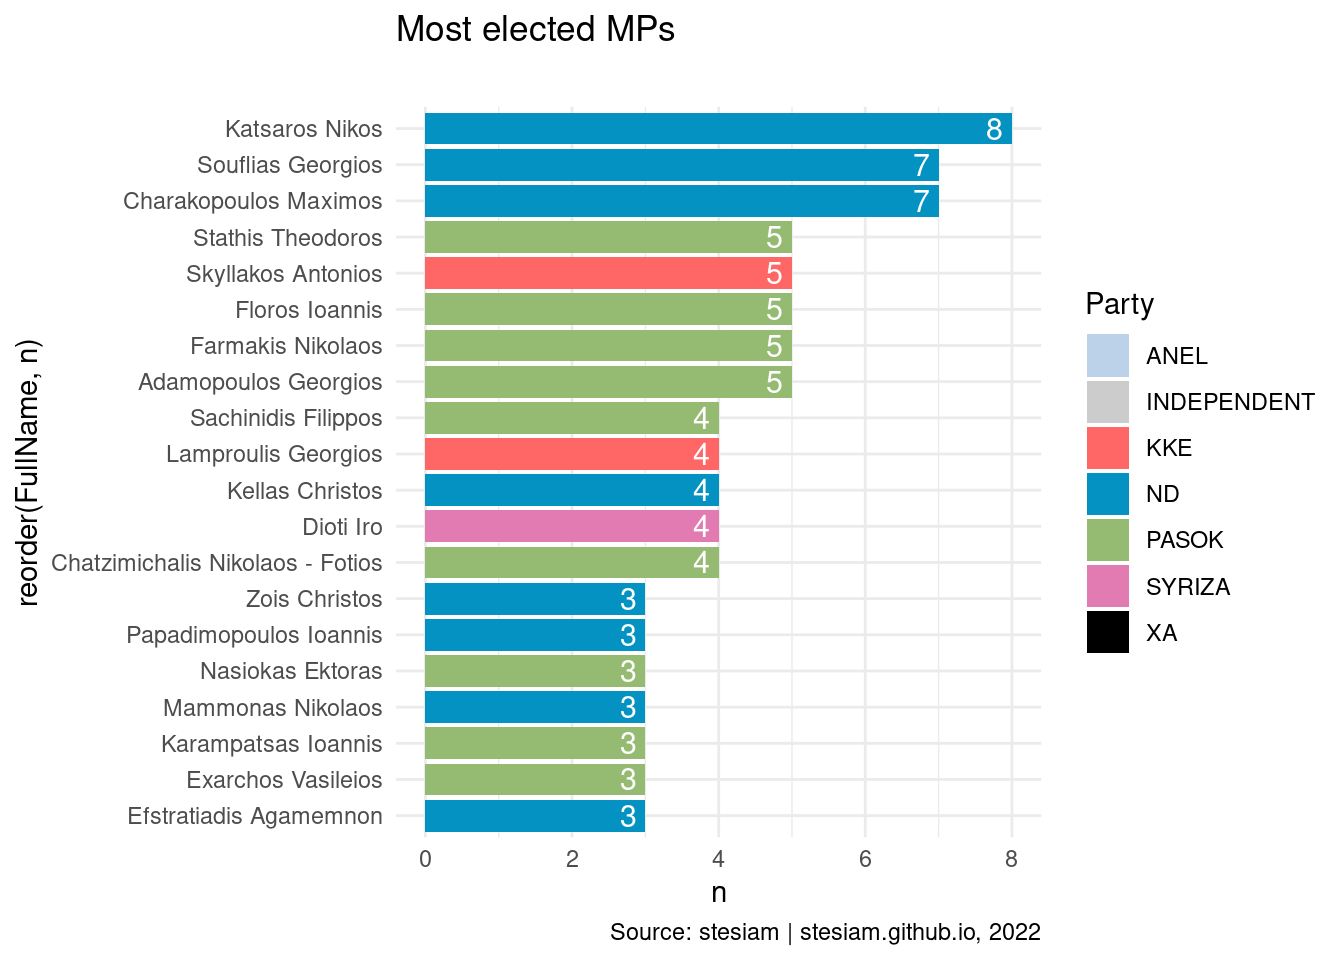 Most elected MPs
Katsaros Nikos 8
Souflias Georgios 7
Charakopoulos Maximos 7
Stathis Theodoros 5
Skyllakos Antonios 5
Floros Ioannis 5
Farmakis Nikolaos 5
Adamopoulos Georgios 5
Sachinidis Filippos 4
Lamproulis Georgios 4
Kellas Christos 4
Dioti Iro 4
Chatzimichalis Nikolaos - Fotios 4
Zois Christos 3
Papadimopoulos Ioannis 3
Nasiokas Ektoras 3
Mammonas Nikolaos 3
Karampatsas Ioannis 3
Exarchos Vasileios 3
Efstratiadis Agamemnon 3
reorder(FullName, n)
0 2 4 6 8
n
Party
ANEL
INDEPENDENT
KKE
ND
PASOK
SYRIZA
XA
Source: stesiam | stesiam.github.io, 2022